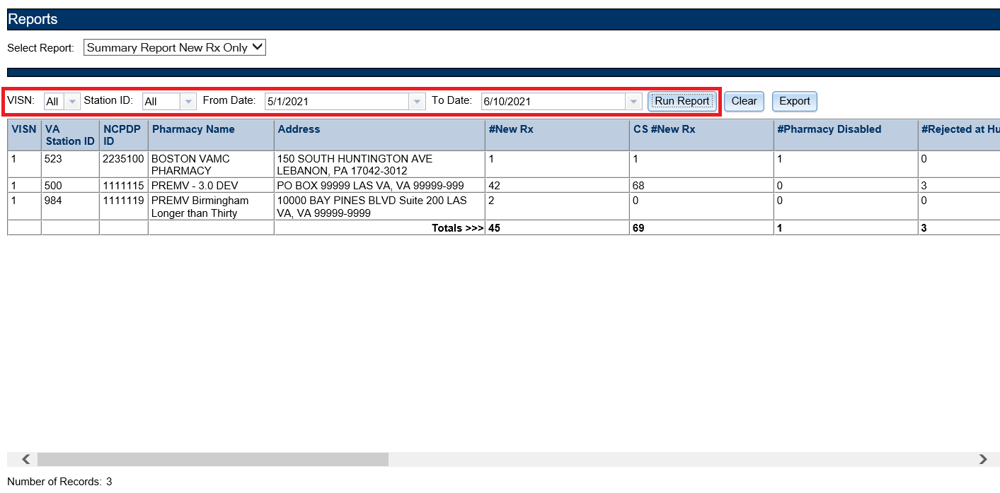 Reports
Select Report: Summary Report New Rx Only
VISN: All Station ID: All From Date: 5/1/2021 To Date: 6/10/2021 Run Report Clear Export
VISN VA Station ID NCPDP ID Pharmacy Name Address #New Rx CS #New Rx #Pharmacy Disabled #Rejected at Hu
1 523 2235100 BOSTON VAMC PHARMACY 150 SOUTH HUNTINGTON AVE LEBANON, PA 17042-3012 1 1 1 0
1 500 1111115 PREMV - 3.0 DEV PO BOX 99999 LAS VA, VA 99999-999 42 68 0 3
1 984 1111119 PREMV Birmingham Longer than Thirty 10000 BAY PINES BLVD Suite 200 LAS VA, VA 99999-9999 2 0 0 0
Totals >>> 45 69 1 3
Number of Records: 3